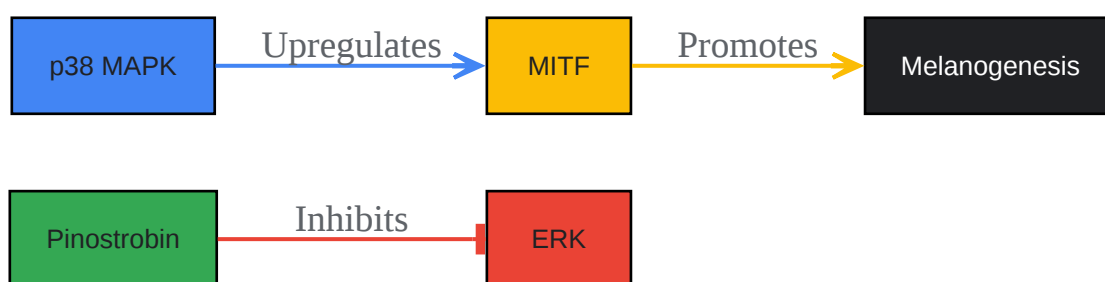 p38 MAPK Upregulates MITF Promotes Melanogenesis
Pinostrobin Inhibits ERK